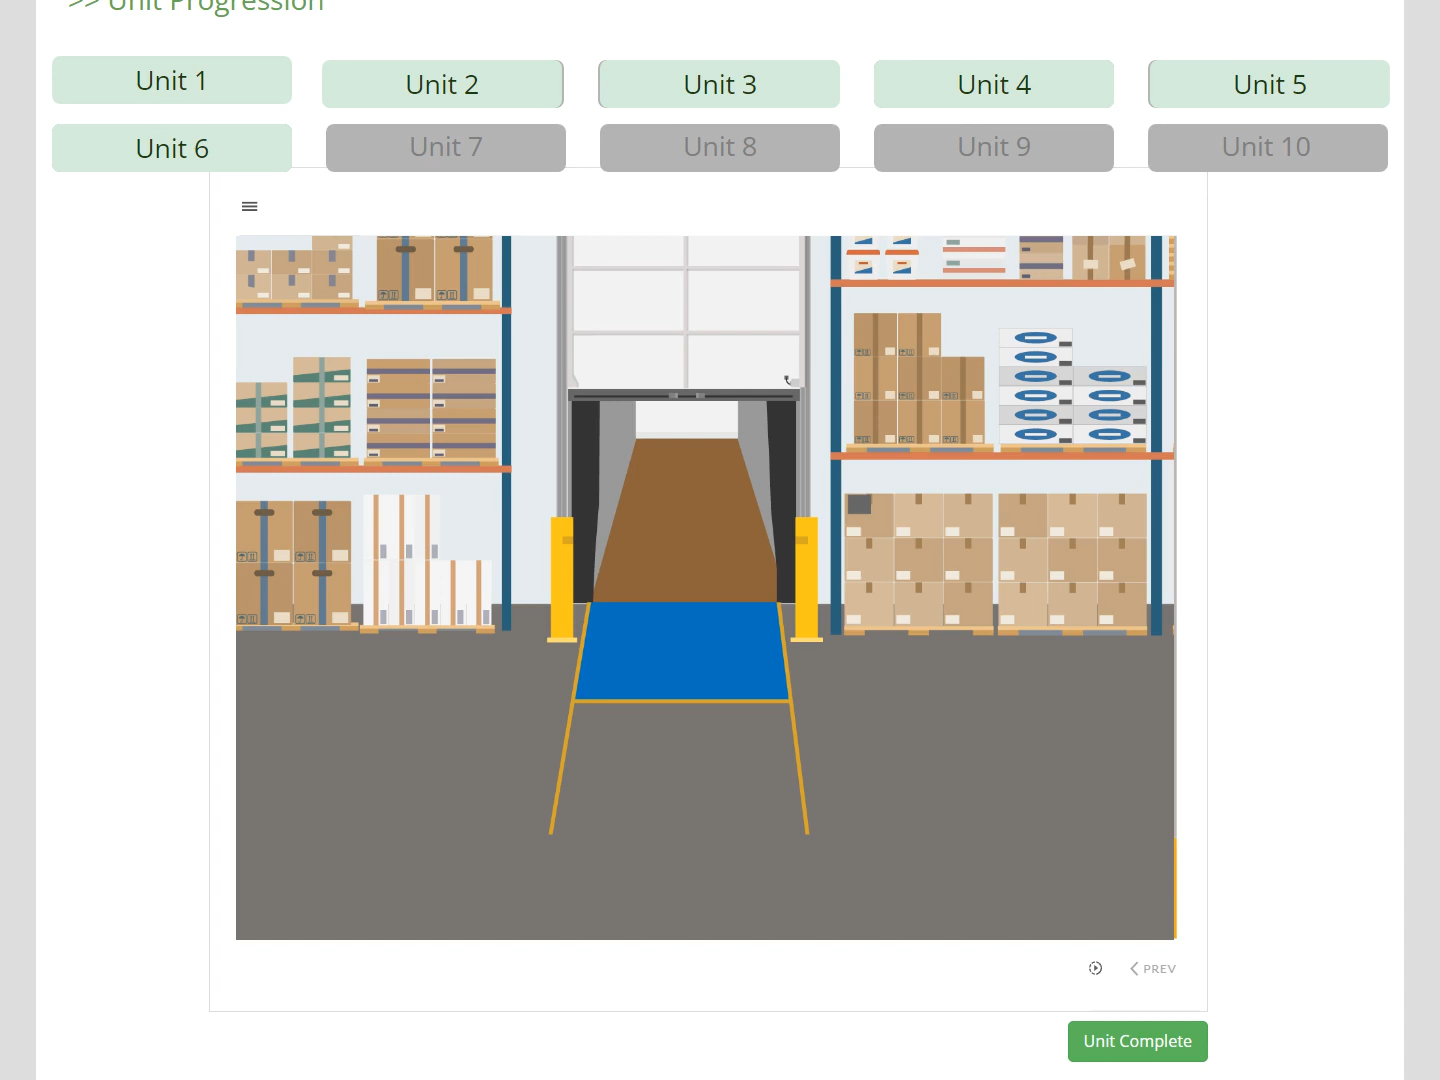 >> Unit Progression
Unit 1
Unit 2
Unit 3
Unit 4
Unit 5
Unit 6
Unit 7
Unit 8
Unit 9
Unit 10
PREV
Unit Complete